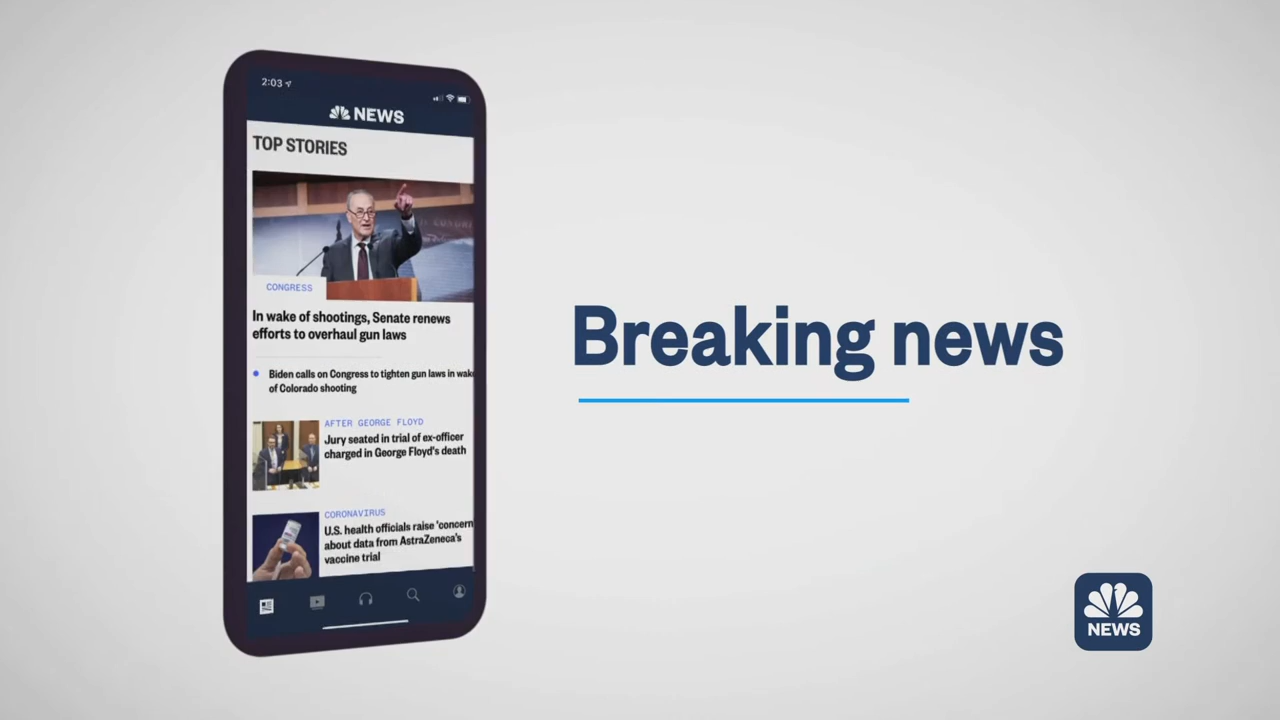 2:03
NEWS
TOP STORIES
CONGRESS
In wake of shootings, Senate renews
efforts to overhaul gun laws
Biden calls on Congress to tighten gun laws in wake
of Colorado shooting
AFTER GEORGE FLOYD
Jury seated in trial of ex-officer
charged in George Floyd's death
CORONAVIRUS
U.S. health officials raise 'concern
about data from AstraZeneca's
vaccine trial
Breaking news
NEWS